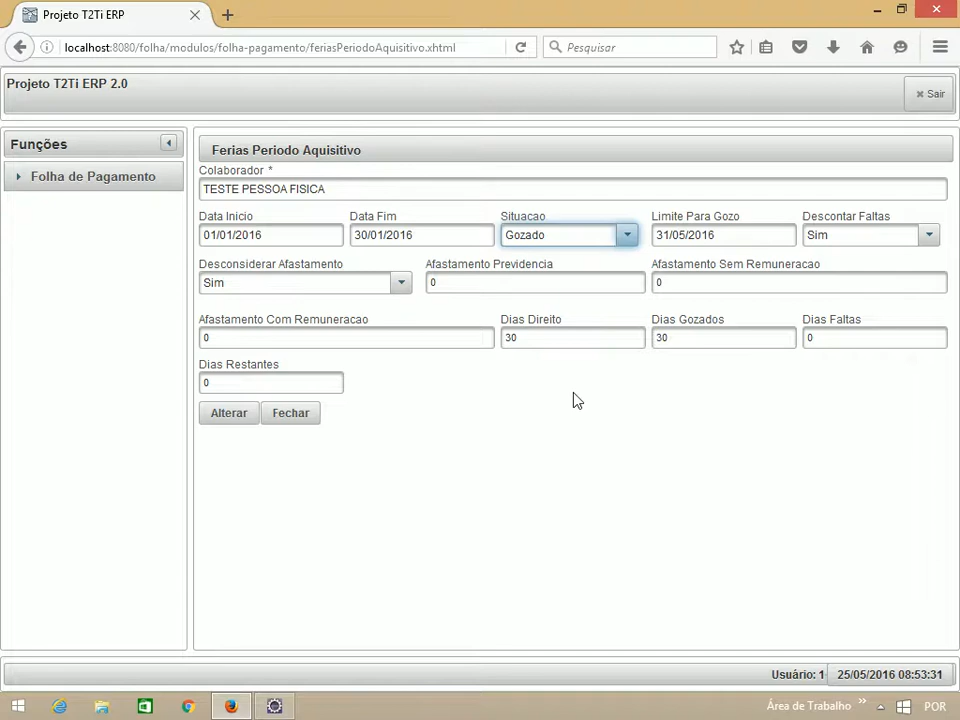 Projeto T2Ti ERP
localhost:8080/folha/modulos/folha-pagamento/feriasPeriodoAquisitivo.xhtml
Pesquisar
Projeto T2Ti ERP 2.0
Sair
Funções
Folha de Pagamento
Ferias Periodo Aquisitivo
Colaborador *
TESTE PESSOA FISICA
Data Inicio Data Fim Situacao Limite Para Gozo Descontar Faltas
01/01/2016 30/01/2016 Gozado 31/05/2016 Sim
Desconsiderar Afastamento Afastamento Previdencia Afastamento Sem Remuneracao
Sim 0 0
Afastamento Com Remuneracao Dias Direito Dias Gozados Dias Faltas
0 30 30 0
Dias Restantes
0
Alterar Fechar
Usuário: 1 25/05/2016 08:53:31
Área de Trabalho POR